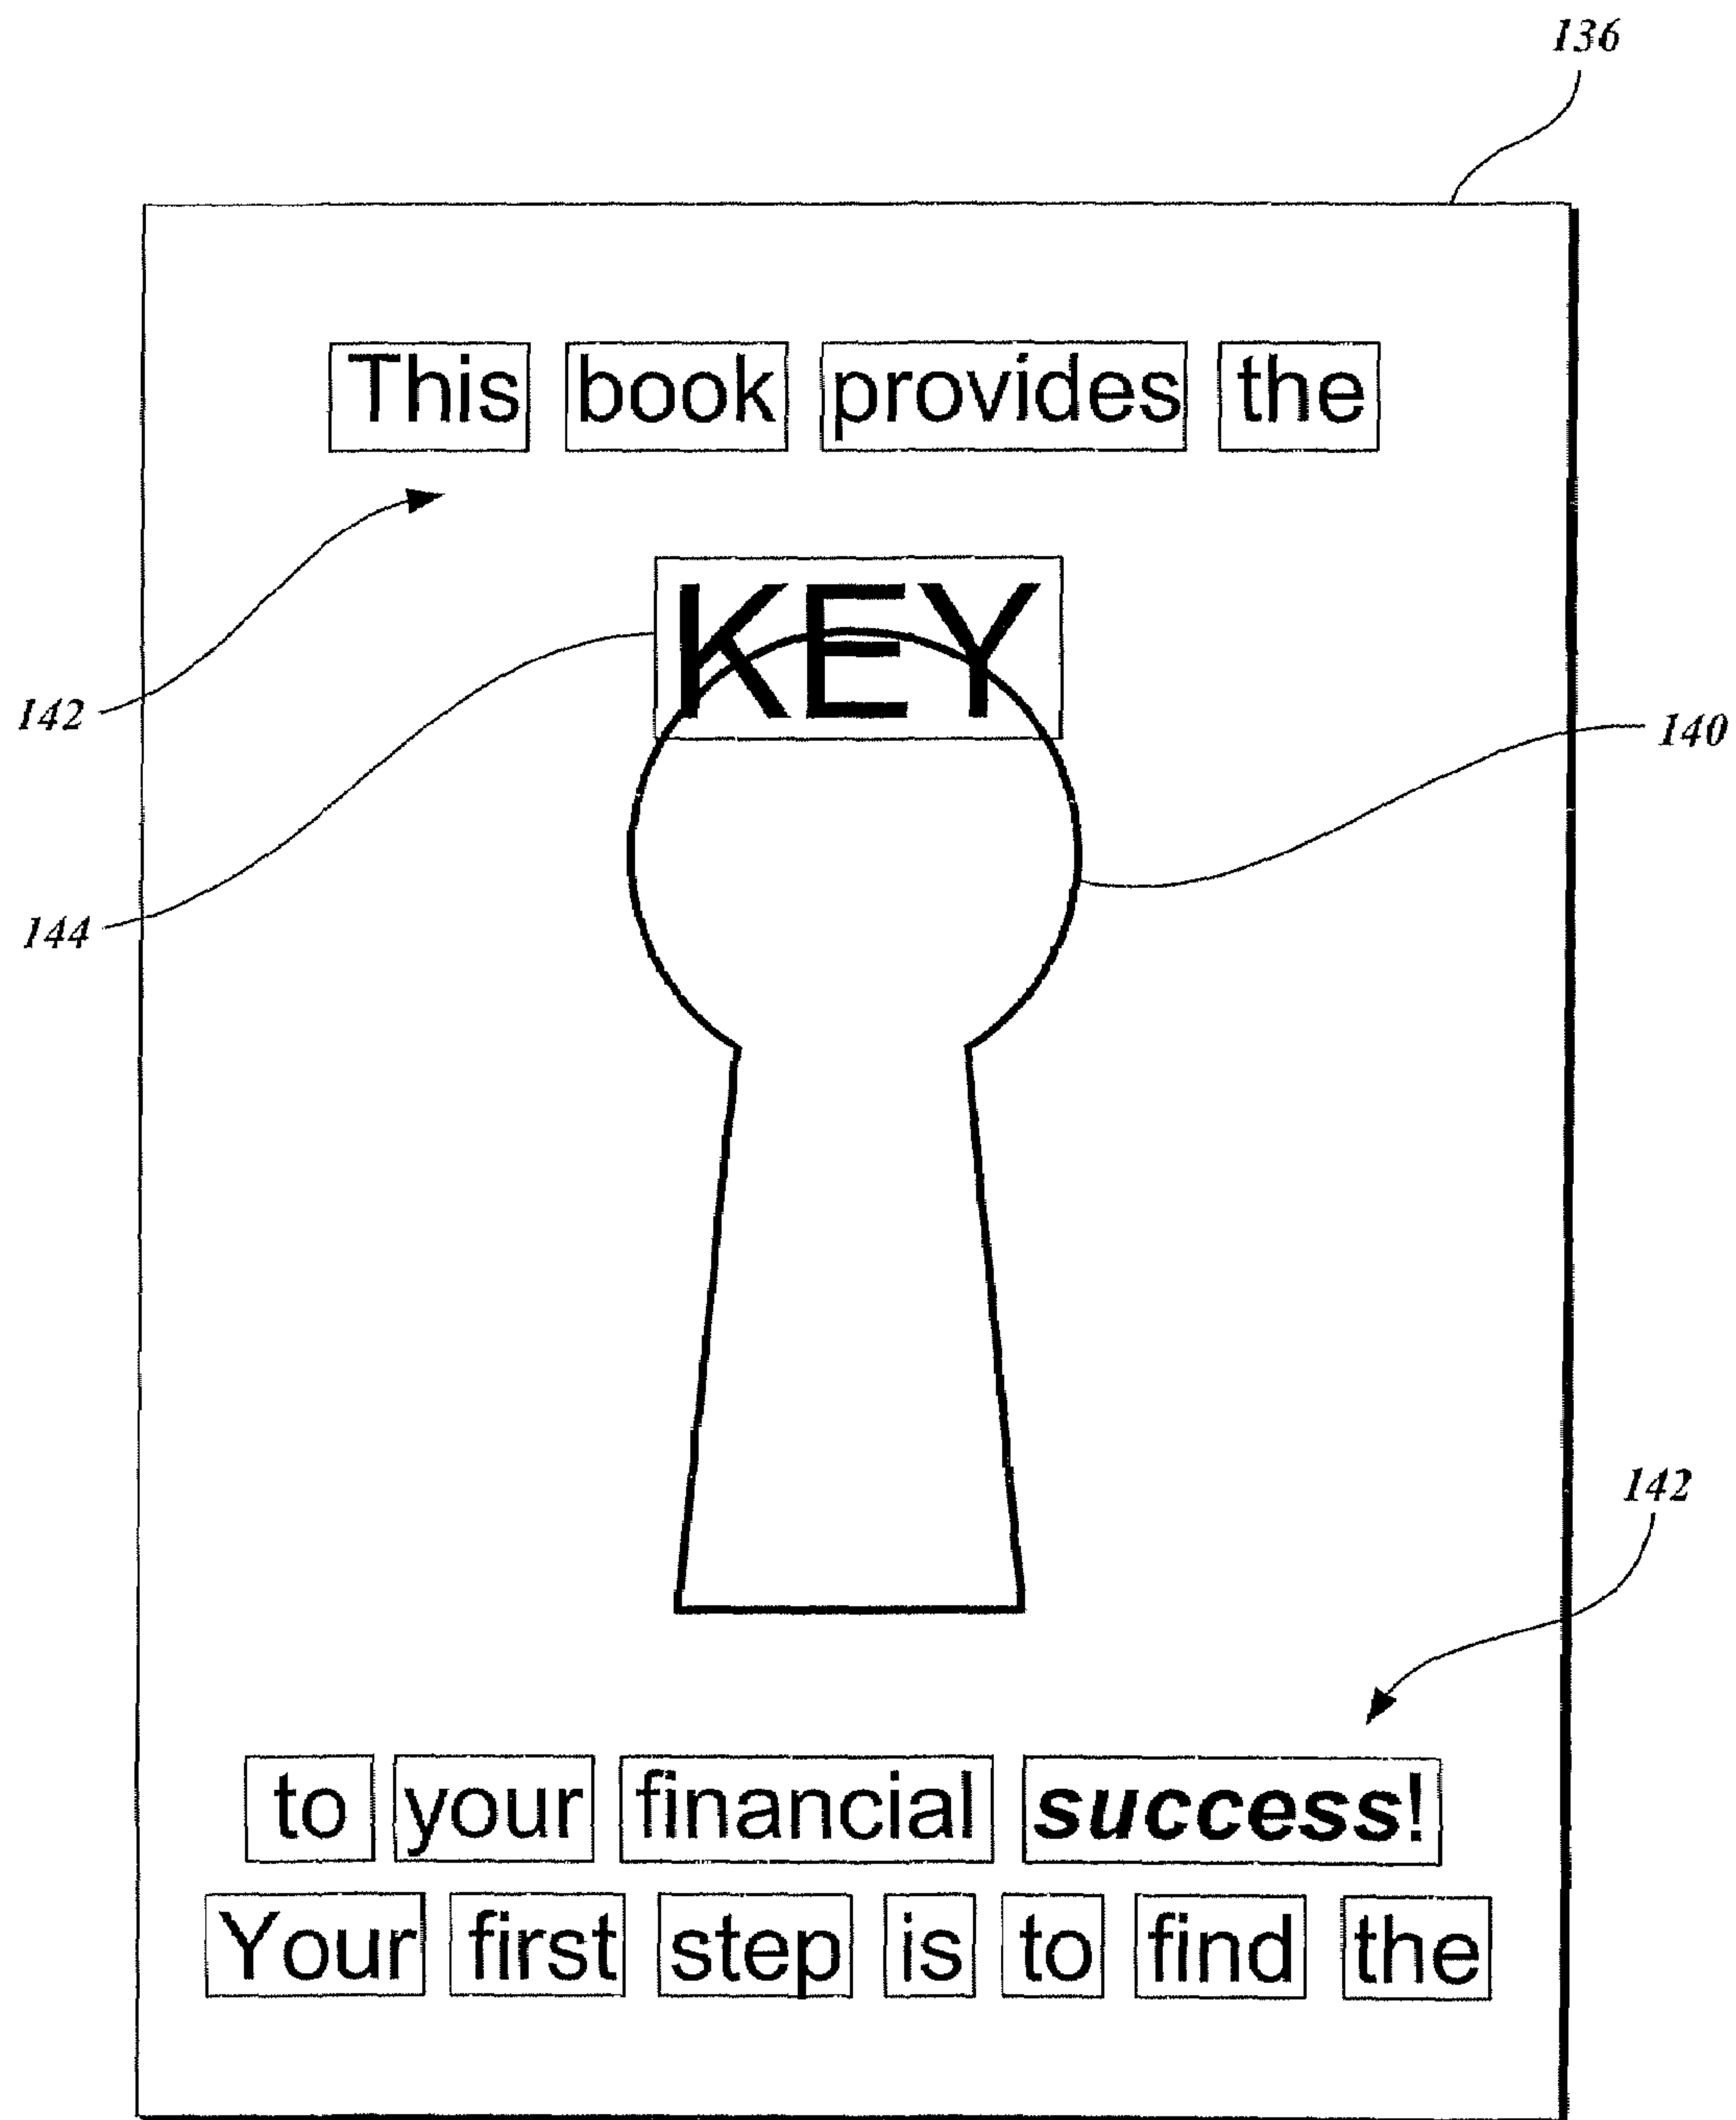 136
This book provides the
KEY
142
140
144
142
to your financial success!
Your first step is to find the